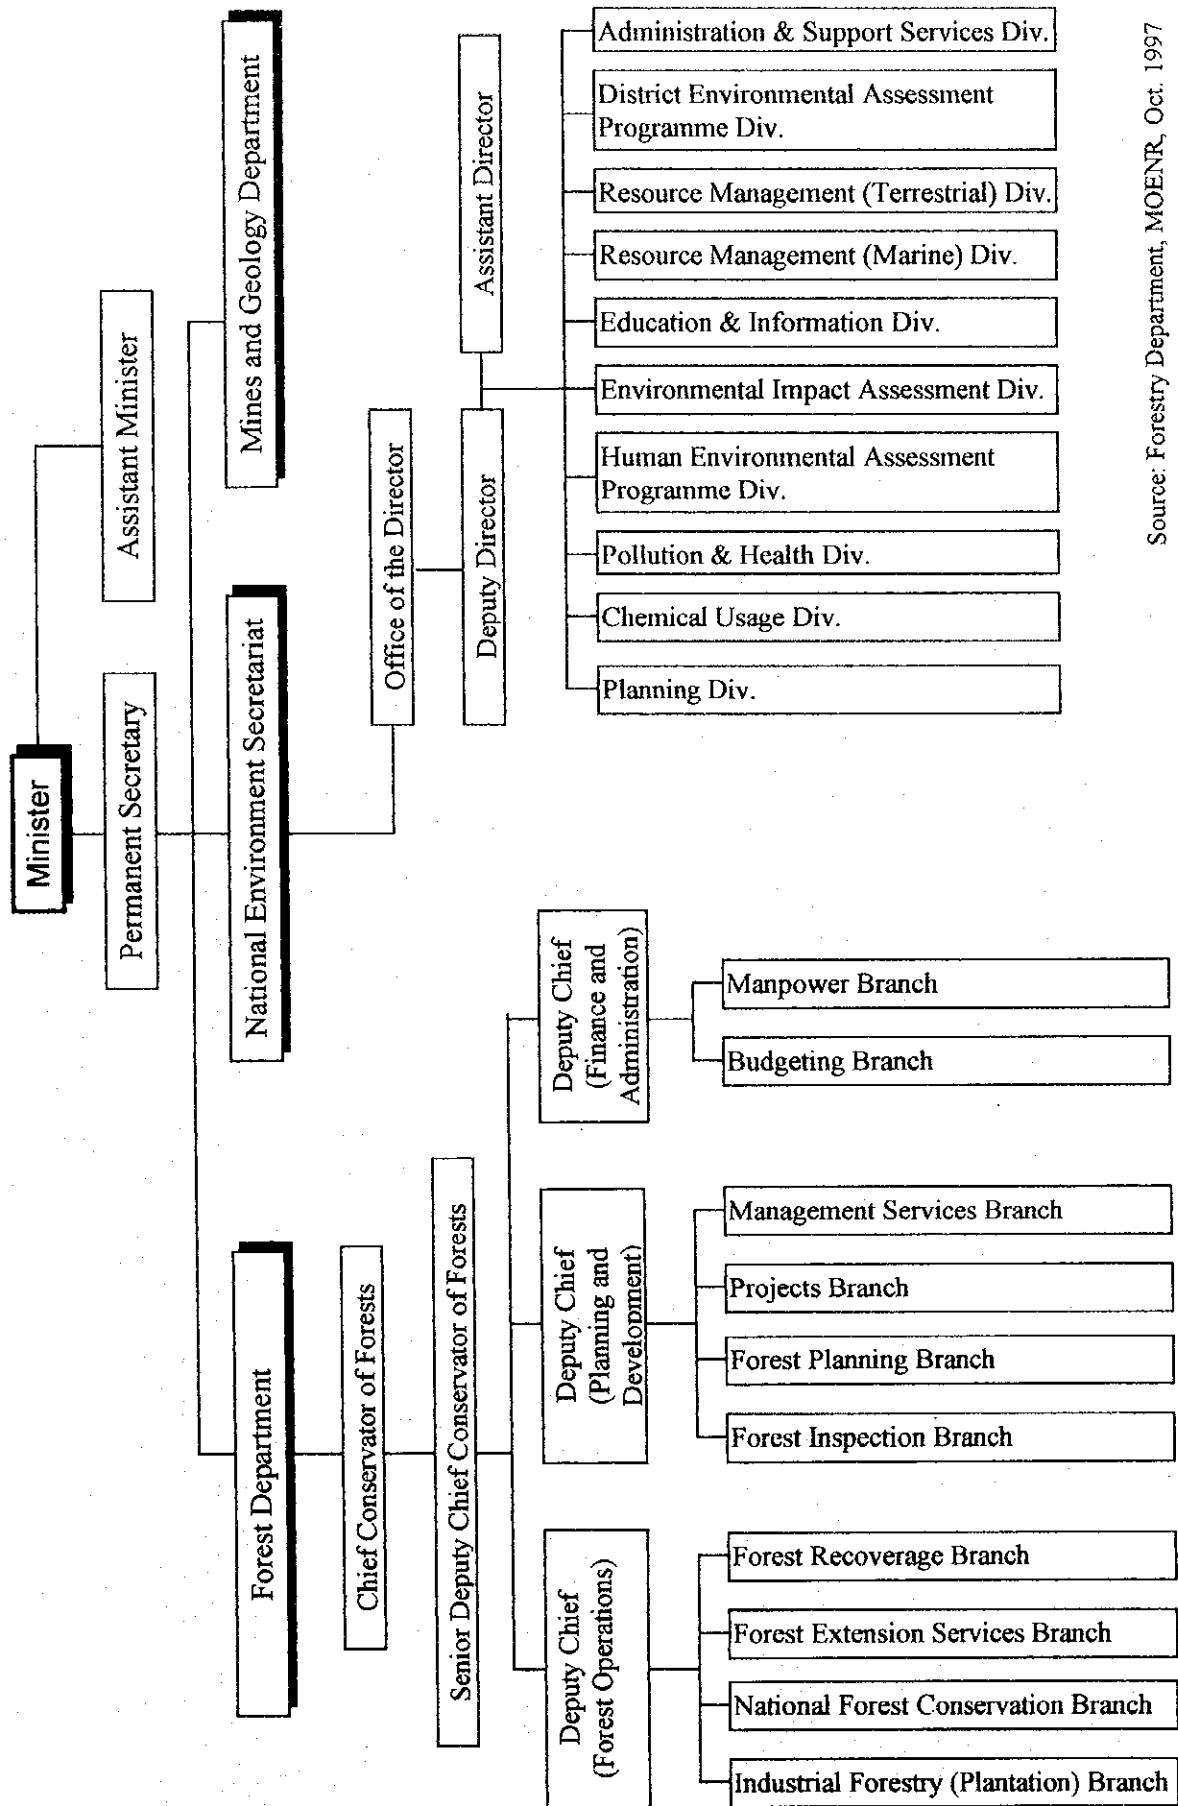 Minister
Permanent Secretary
Assistant Minister
Forest Department
National Environment Secretariat
Mines and Geology Department
Chief Conservator of Forests
Senior Deputy Chief Conservator of Forests
Deputy Chief
(Forest Operations)
Deputy Chief
(Planning and
Development)
Deputy Chief
(Finance and
Administration)
Industrial Forestry (Plantation) Branch
National Forest Conservation Branch
Forest Extension Services Branch
Forest Recoverage Branch
Forest Inspection Branch
Forest Planning Branch
Projects Branch
Management Services Branch
Budgeting Branch
Manpower Branch
Office of the Director
Deputy Director
Assistant Director
Administration & Support Services Div.
District Environmental Assessment
Programme Div.
Resource Management (Terrestrial) Div.
Resource Management (Marine) Div.
Education & Information Div.
Environmental Impact Assessment Div.
Human Environmental Assessment
Programme Div.
Pollution & Health Div.
Chemical Usage Div.
Planning Div.
Source: Forestry Department, MOENR, Oct. 1997